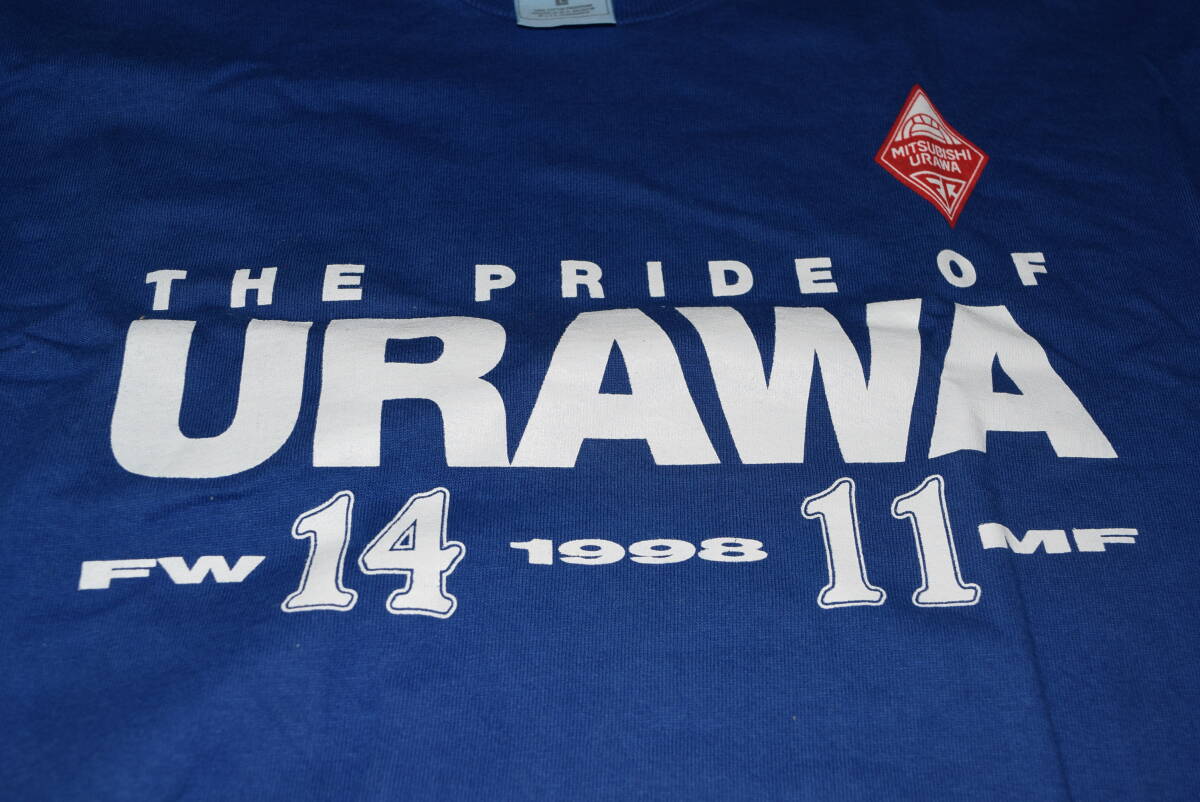 L
MITSUBISHI
URAWA
THE PRIDE OF
URAWA
FW 14 1998 11 MF